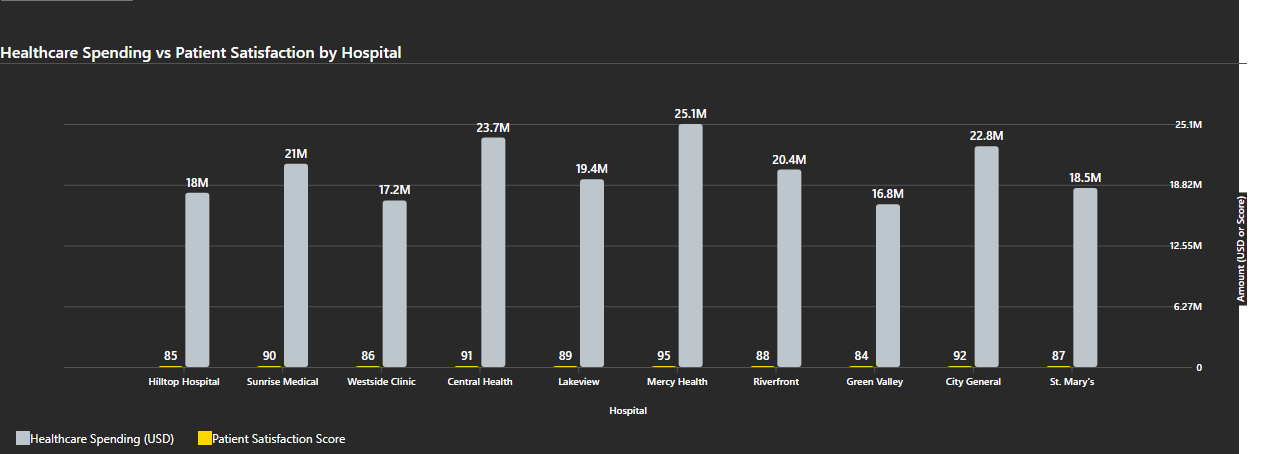 Healthcare Spending vs Patient Satisfaction by Hospital
25.1M
23.7M
25.1M
22.8M
21M
20.4M
19.4M
18M
18.82M
17.2M
16.8M
18.5M
12.55M
Amount (USD or Score)
6.27M
85 90 86 91 89 95 88 84 92 87
0
Hilltop Hospital Sunrise Medical Westside Clinic Central Health Lakeview Mercy Health Riverfront Green Valley City General St. Mary's
Hospital
Healthcare Spending (USD) Patient Satisfaction Score